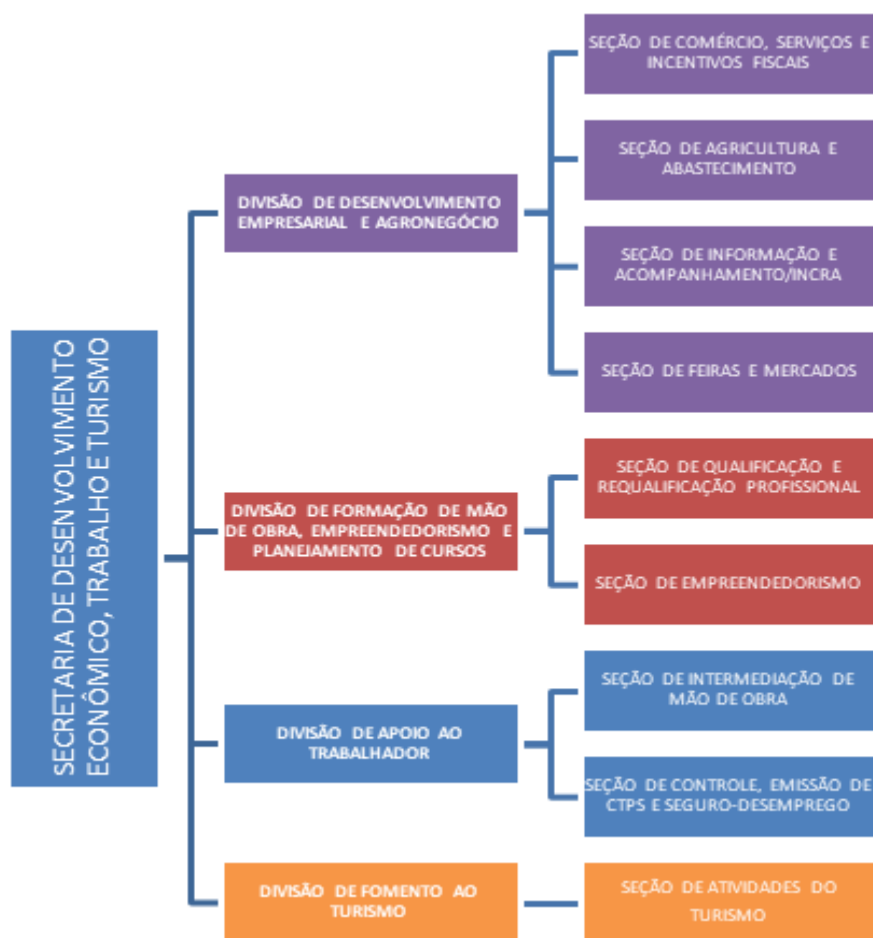 SECRETARIA DE DESENVOLVIMENTO
ECONÔMICO, TRABALHO E TURISMO
DIVISÃO DE DESENVOLVIMENTO
EMPRESARIAL E AGRONEGÓCIO
SEÇÃO DE COMÉRCIO, SERVIÇOS E
INCENTIVOS FISCAIS
SEÇÃO DE AGRICULTURA E
ABASTECIMENTO
SEÇÃO DE INFORMAÇÃO E
ACOMPANHAMENTO/INCRA
SEÇÃO DE FEIRAS E MERCADOS
DIVISÃO DE FORMAÇÃO DE MÃO
DE OBRA, EMPREENDEDORISMO E
PLANEJAMENTO DE CURSOS
SEÇÃO DE QUALIFICAÇÃO E
REQUALIFICAÇÃO PROFISSIONAL
SEÇÃO DE EMPREENDEDORISMO
DIVISÃO DE APOIO AO
TRABALHADOR
SEÇÃO DE INTERMEDIAÇÃO DE
MÃO DE OBRA
SEÇÃO DE CONTROLE, EMISSÃO DE
CTPS E SEGURO-DESEMPREGO
DIVISÃO DE FOMENTO AO
TURISMO
SEÇÃO DE ATIVIDADES DO
TURISMO